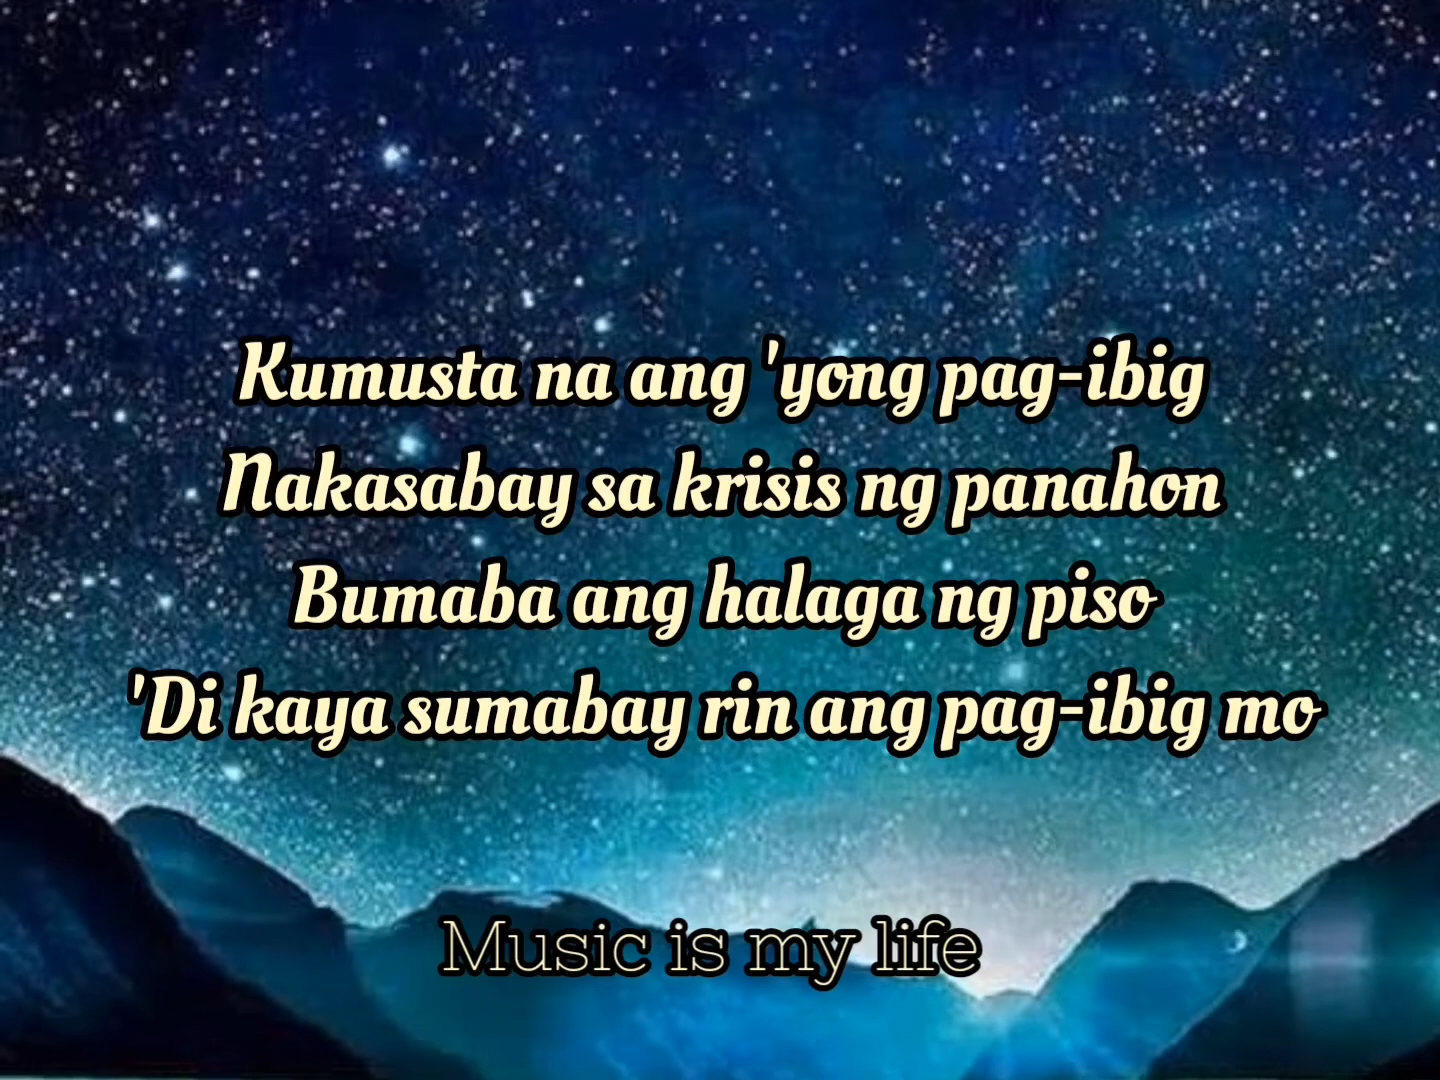 Kumusta na ang 'yong pag-ibig
Nakasabay sa krisis ng panahon
Bumaba ang halaga ng piso
'Di kaya sumabay rin ang pag-ibig mo
Music is my life